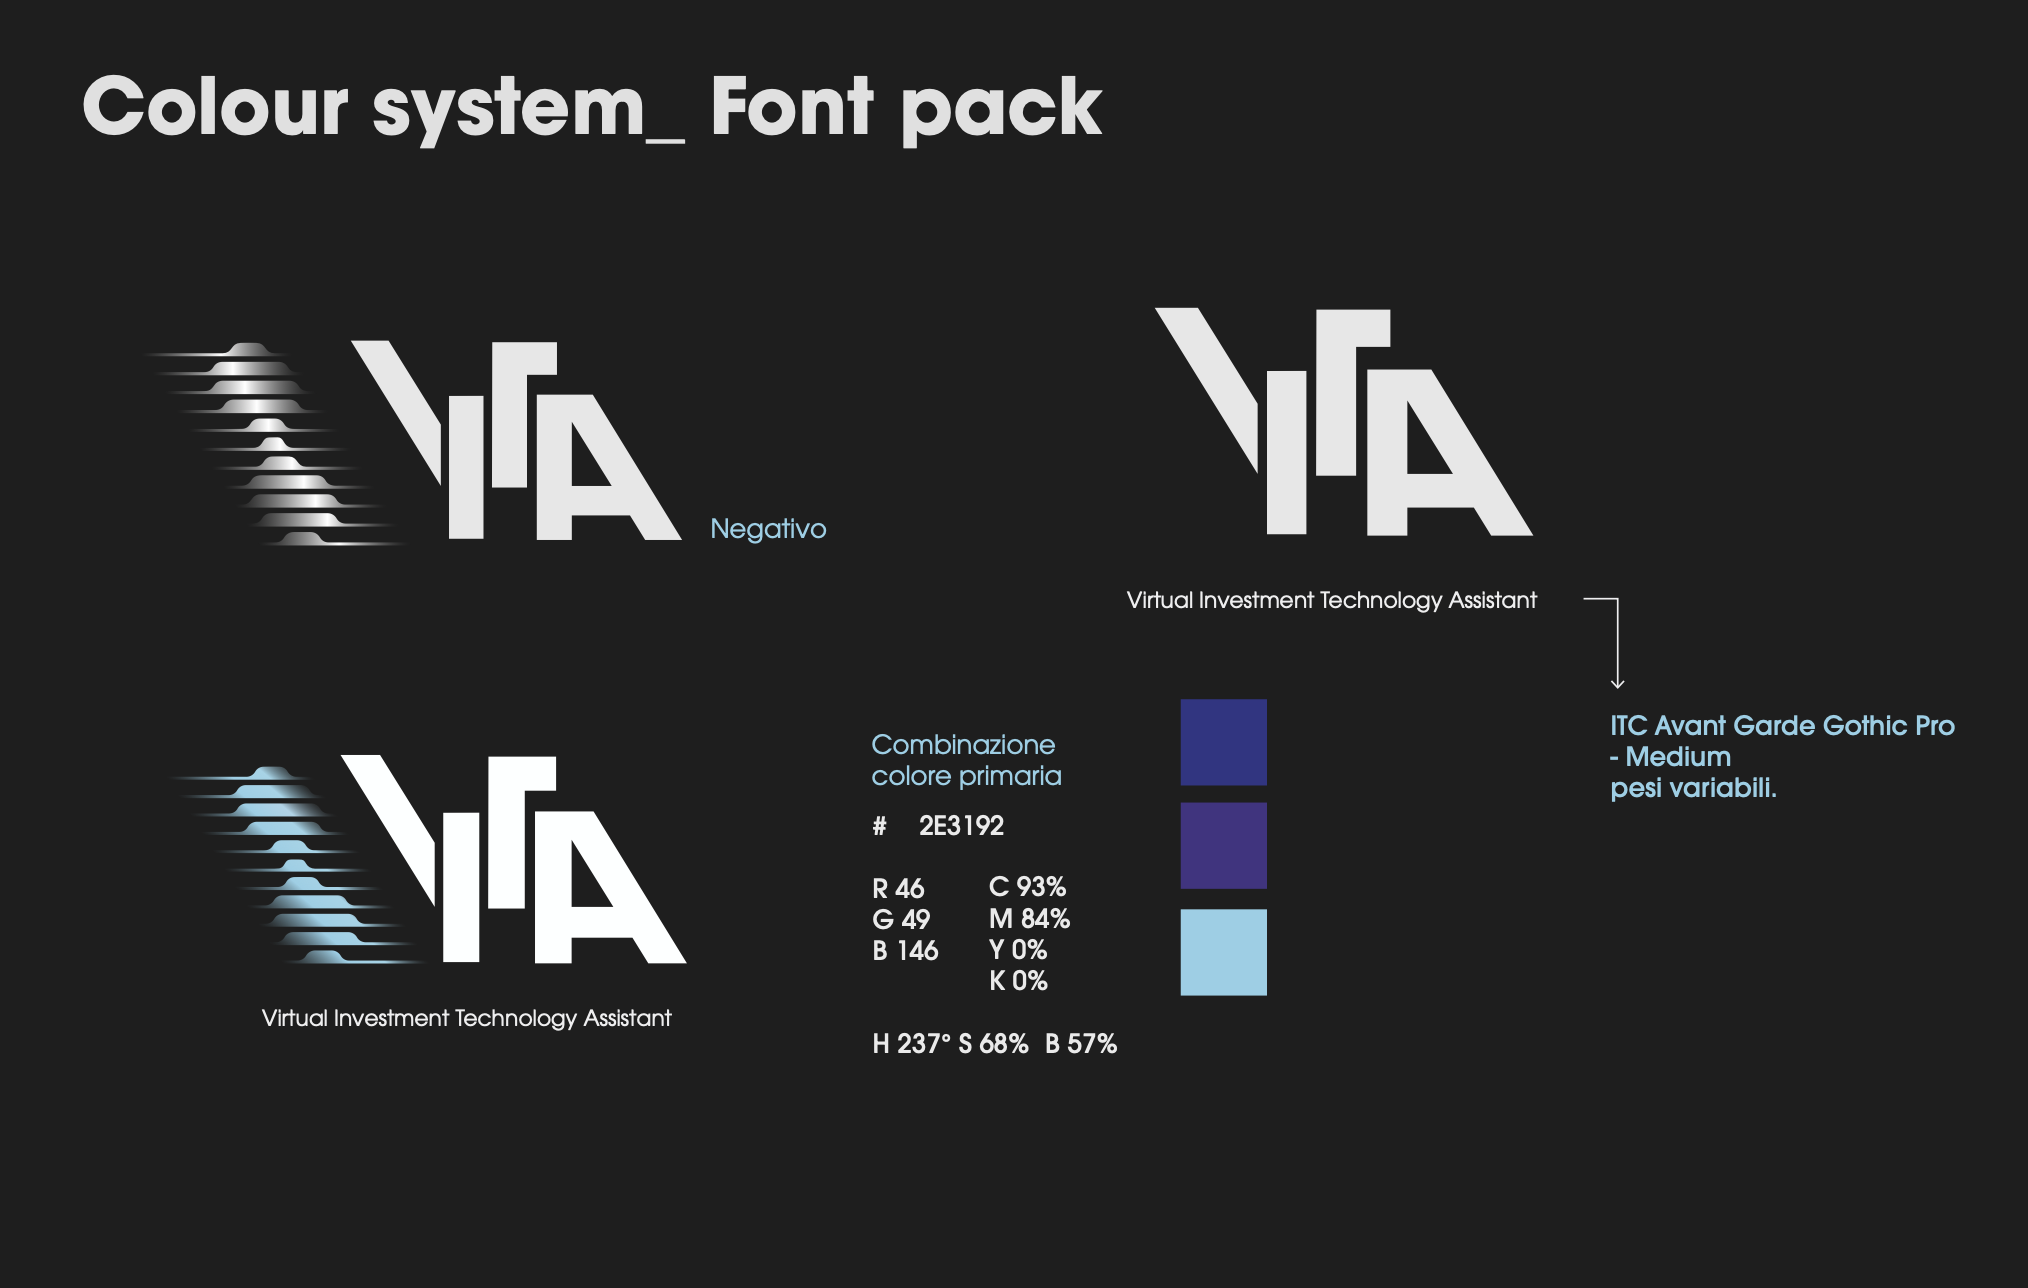 Colour system_ Font pack
VITA
Negativo
VITA
Virtual Investment Technology Assistant
ITC Avant Garde Gothic Pro
- Medium
pesi variabili.
VITA
Virtual Investment Technology Assistant
Combinazione
colore primaria
# 2E3192
R 46
G 49
B 146
C 93%
M 84%
Y 0%
K 0%
H 237° S 68% B 57%